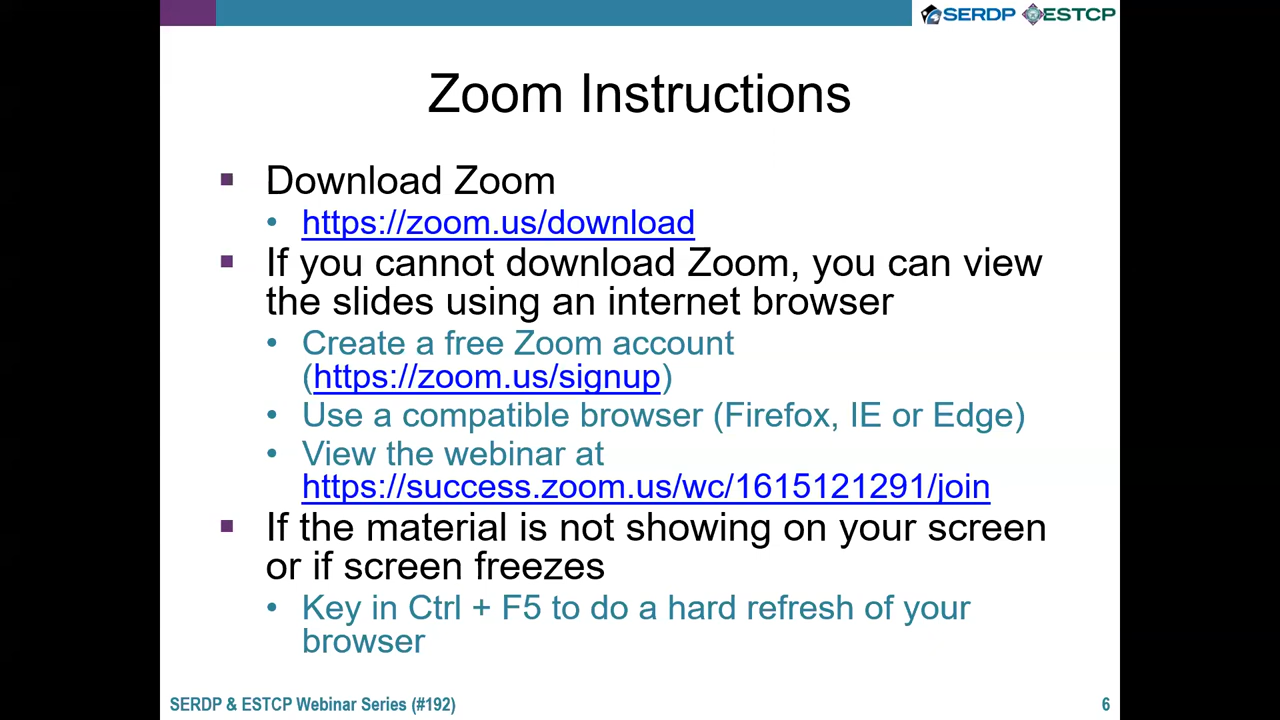 SERDP ESTCP
Zoom Instructions
▪ Download Zoom
• https://zoom.us/download
▪ If you cannot download Zoom, you can view
the slides using an internet browser
• Create a free Zoom account
(https://zoom.us/signup)
• Use a compatible browser (Firefox, IE or Edge)
• View the webinar at
https://success.zoom.us/wc/1615121291/join
▪ If the material is not showing on your screen
or if screen freezes
• Key in Ctrl + F5 to do a hard refresh of your
browser
SERDP & ESTCP Webinar Series (#192)
6